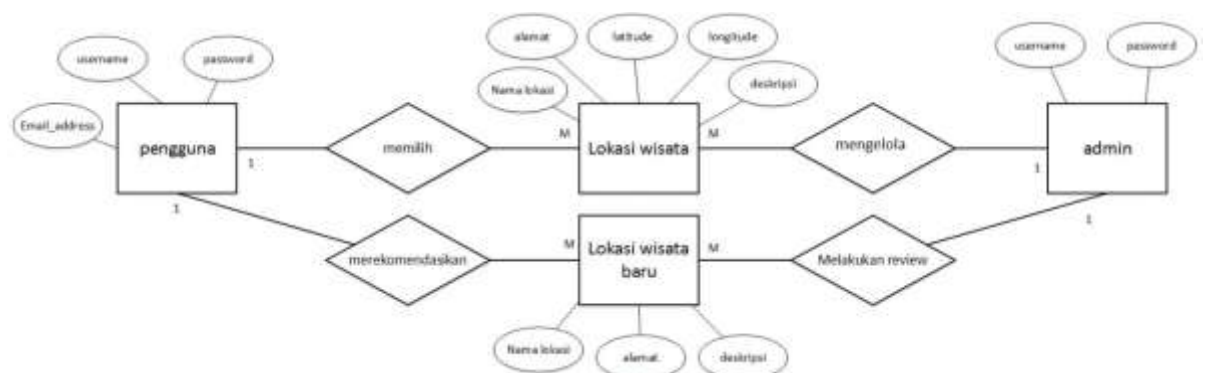 alamat
latitude
longitude
username
password
Nama lokasi
deskripsi
username
password
Email_address
pengguna
1
memilih
M
Lokasi wisata
M
mengelola
1
admin
1
merekomendasikan
M
Lokasi wisata
baru
M
Melakukan review
1
Nama lokasi
alamat
deskripsi